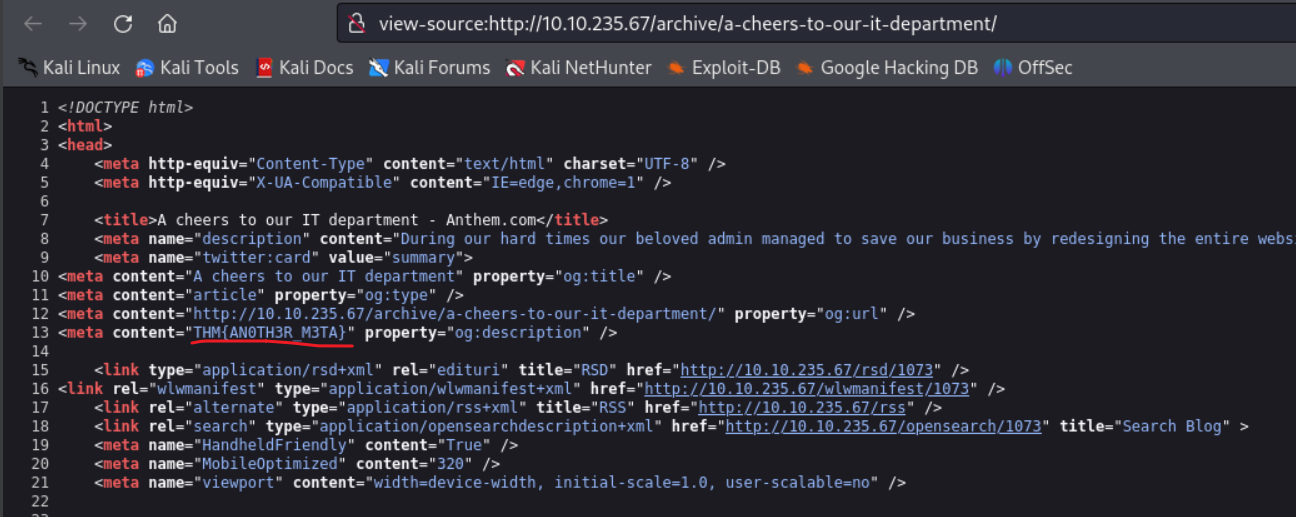 view-source:http://10.10.235.67/archive/a-cheers-to-our-it-department/
Kali Linux Kali Tools Kali Docs Kali Forums Kali NetHunter Exploit-DB Google Hacking DB OffSec
1 <!DOCTYPE html>
2 <html>
3 <head>
4 <meta http-equiv="Content-Type" content="text/html" charset="UTF-8" />
5 <meta http-equiv="X-UA-Compatible" content="IE=edge,chrome=1" />
6
7 <title>A cheers to our IT department - Anthem.com</title>
8 <meta name="description" content="During our hard times our beloved admin managed to save our business by redesigning the entire webs
9 <meta name="twitter:card" value="summary">
10 <meta content="A cheers to our IT department" property="og:title" />
11 <meta content="article" property="og:type" />
12 <meta content="http://10.10.235.67/archive/a-cheers-to-our-it-department/" property="og:url" />
13 <meta content="THM{AN0TH3R_M3TA}" property="og:description" />
14
15 <link type="application/rsd+xml" rel="edituri" title="RSD" href="http://10.10.235.67/rsd/1073" />
16 <link rel="wlwmanifest" type="application/wlwmanifest+xml" href="http://10.10.235.67/wlwmanifest/1073" />
17 <link rel="alternate" type="application/rss+xml" title="RSS" href="http://10.10.235.67/rss" />
18 <link rel="search" type="application/opensearchdescription+xml" href="http://10.10.235.67/opensearch/1073" title="Search Blog" >
19 <meta name="HandheldFriendly" content="True" />
20 <meta name="MobileOptimized" content="320" />
21 <meta name="viewport" content="width=device-width, initial-scale=1.0, user-scalable=no" />
22